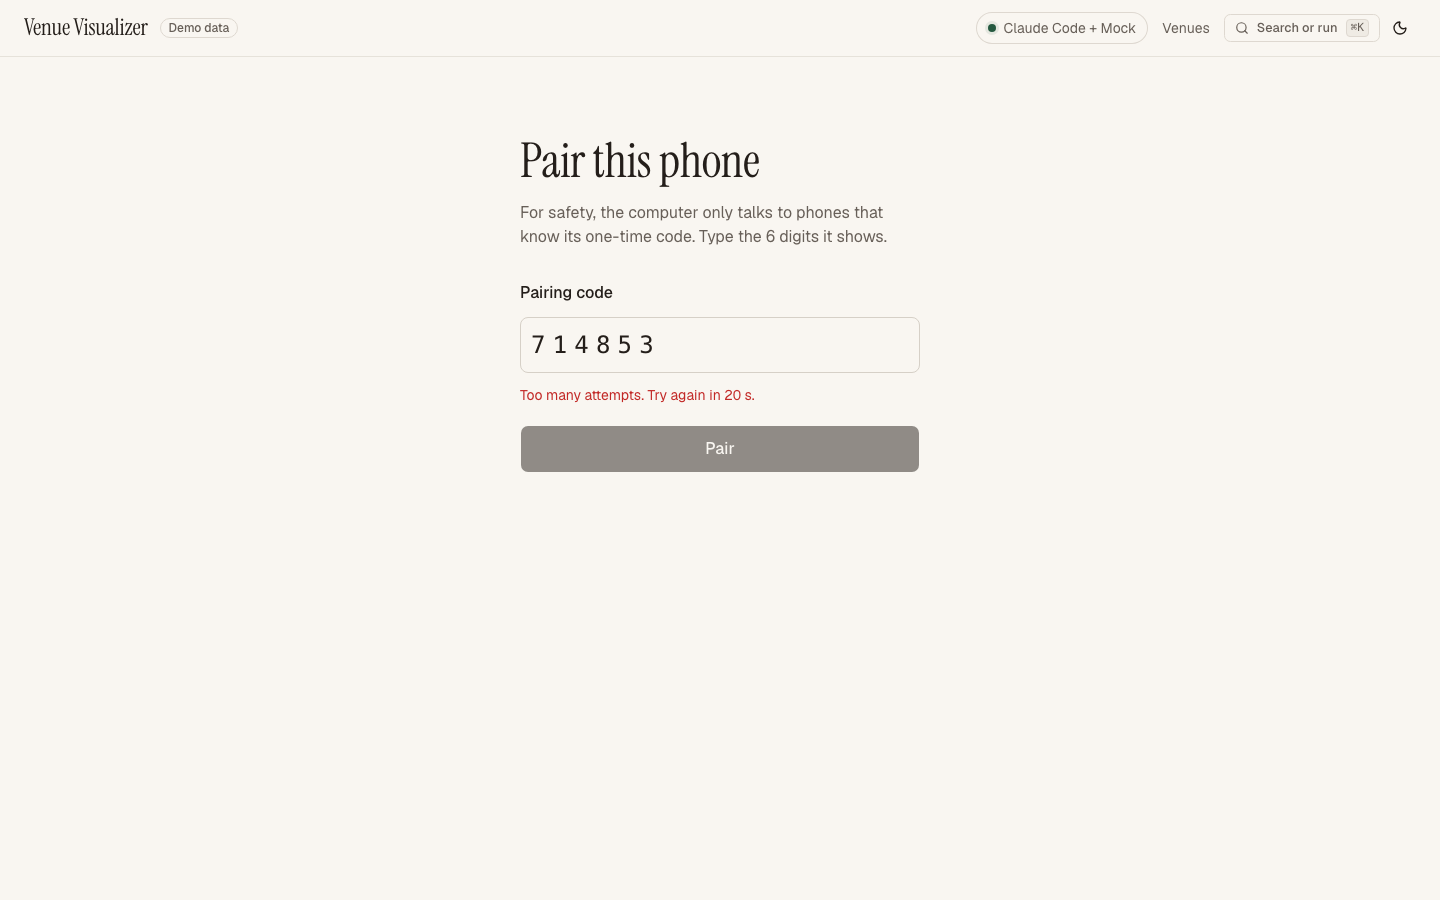 Venue Visualizer
Demo data
Claude Code + Mock
Venues
Search or run
⌘K
Pair this phone
For safety, the computer only talks to phones that
know its one-time code. Type the 6 digits it shows.
Pairing code
714853
Too many attempts. Try again in 20 s.
Pair